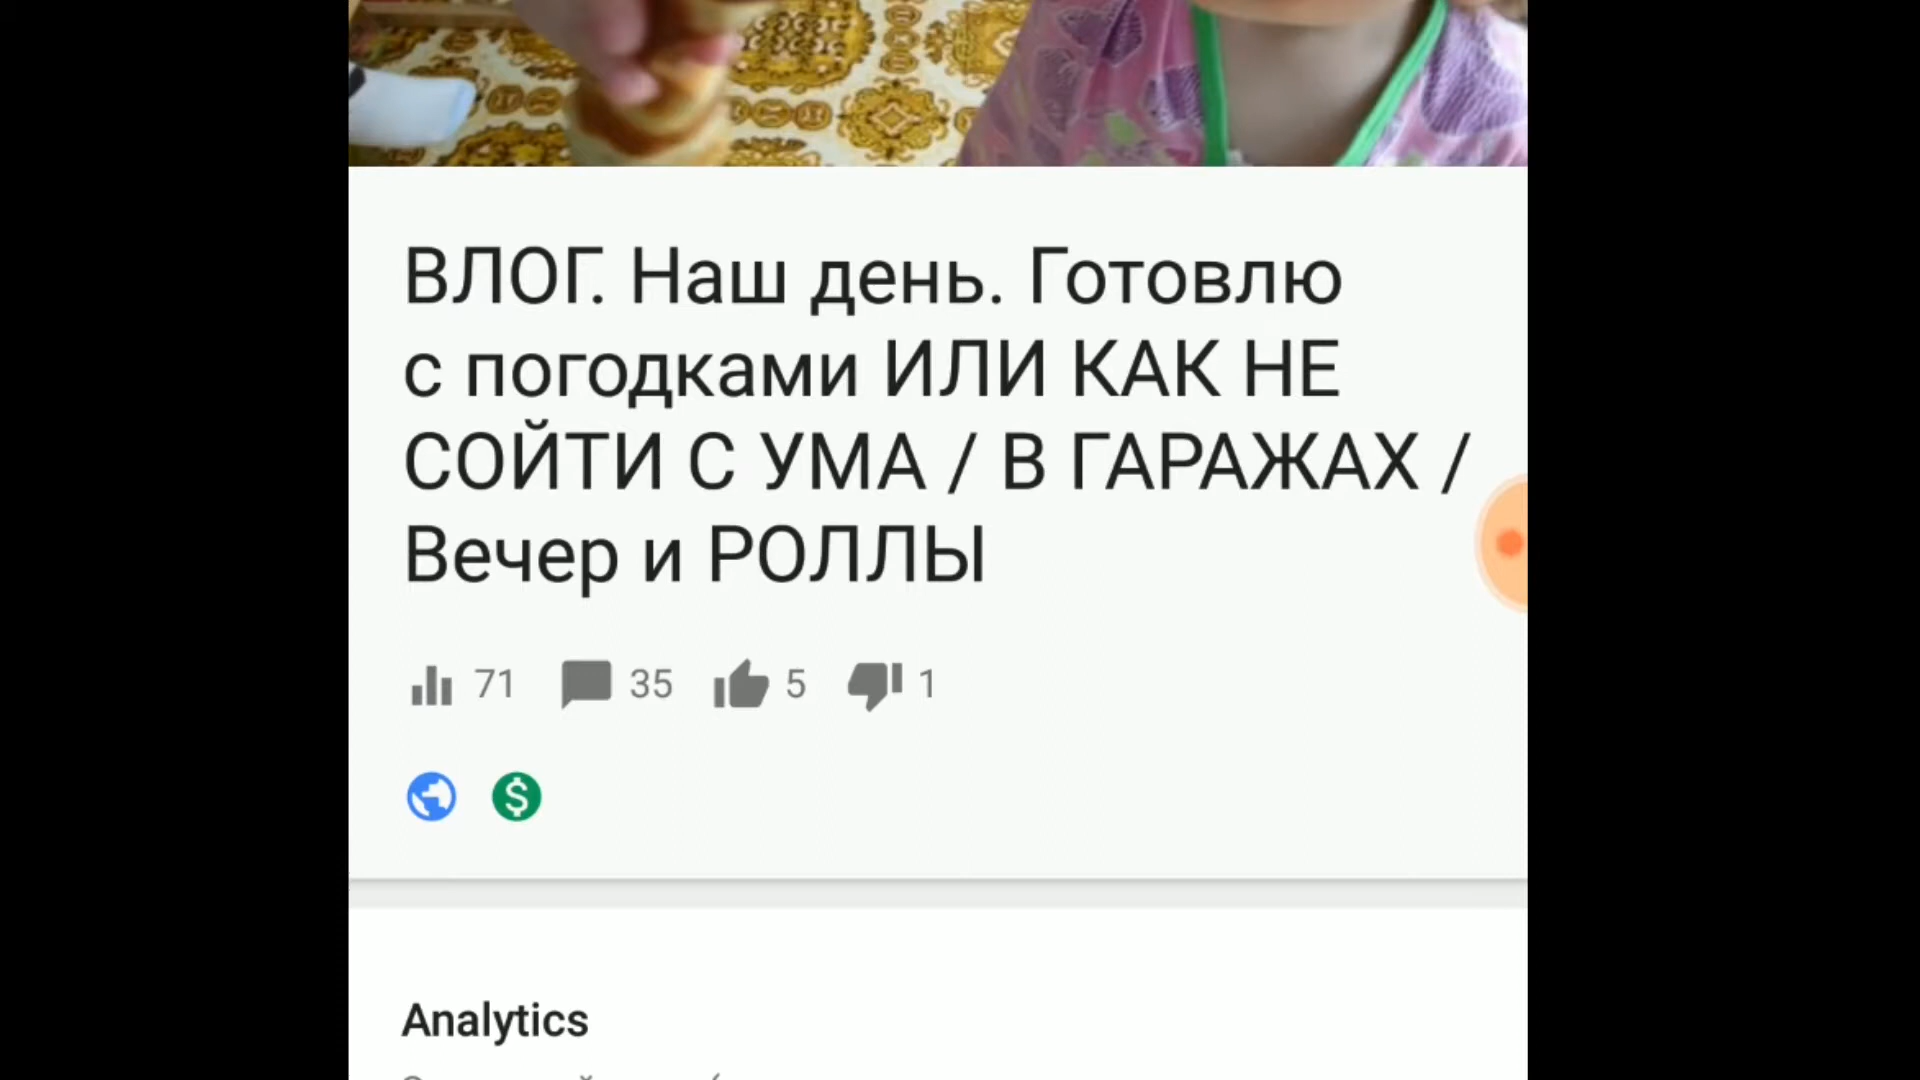 ВЛОГ. Наш день. Готовлю
с погодками ИЛИ КАК НЕ
СОЙТИ С УМА / В ГАРАЖАХ /
Вечер и РОЛЛЫ
71 35 5 1
Analytics